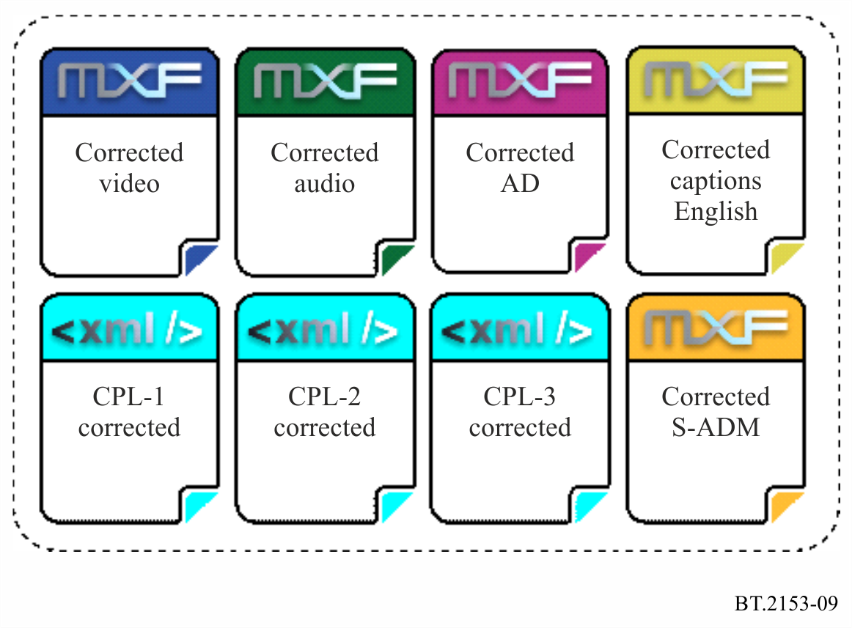 MXF
Corrected
video
MXF
Corrected
audio
MXF
Corrected
AD
MXF
Corrected
captions
English
<xml />
CPL-1
corrected
<xml />
CPL-2
corrected
<xml />
CPL-3
corrected
MXF
Corrected
S-ADM
BT.2153-09